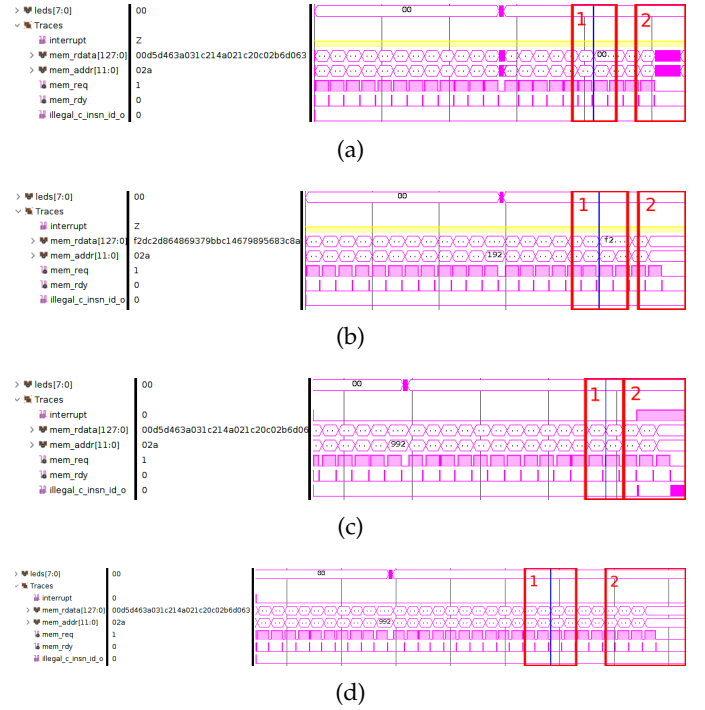 leds[7:0] 00 00
Traces
interrupt Z
mem_rdata[127:0] 00d5d463a031c214a021c20c02b6d063 00...
mem_addr[11:0] 02a
mem_req 1
mem_rdy 0
illegal_c_insn_id_o 0
1 2
(a)
leds[7:0] 00 00
Traces
interrupt Z
mem_rdata[127:0] f2dc2d864869379bbc14679895683c8a f2...
mem_addr[11:0] 02a 192
mem_req 1
mem_rdy 0
illegal_c_insn_id_o 0
1 2
(b)
leds[7:0] 00 00
Traces
interrupt 0
mem_rdata[127:0] 00d5d463a031c214a021c20c02b6d06
mem_addr[11:0] 02a 992
mem_req 1
mem_rdy 0
illegal_c_insn_id_o 0
1 2
(c)
leds[7:0] 00 00
Traces
interrupt 0
mem_rdata[127:0] 00d5d463a031c214a021c20c02b6d063
mem_addr[11:0] 02a 992
mem_req 1
mem_rdy 0
illegal_c_insn_id_o 0
1 2
(d)